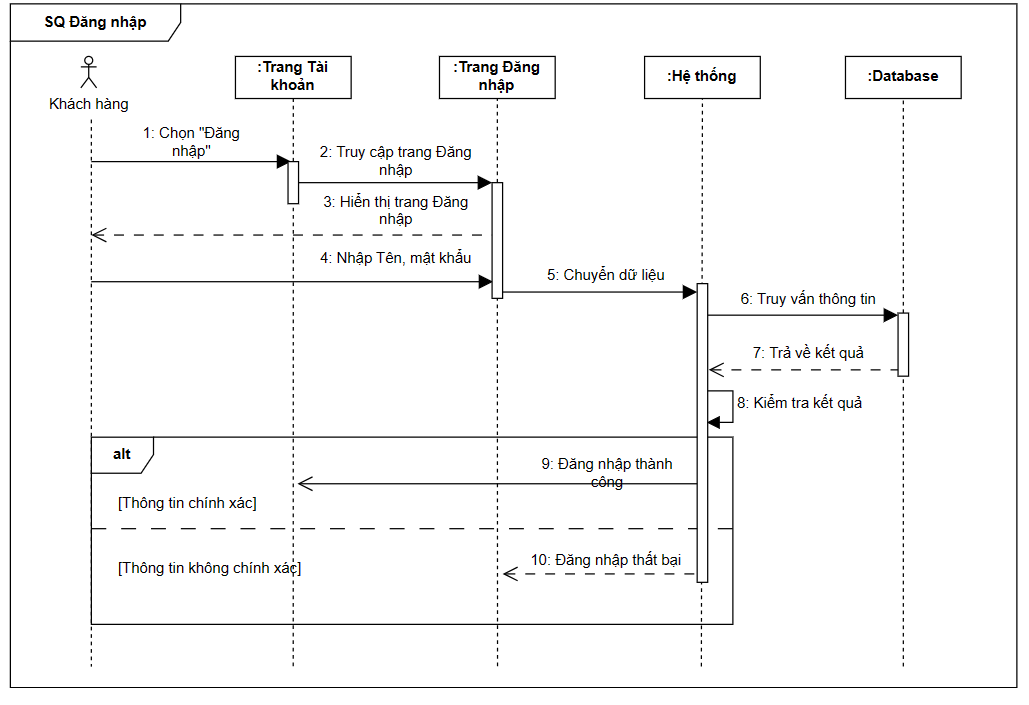 SQ Đăng nhập
Khách hàng
:Trang Tài
khoản
:Trang Đăng
nhập
:Hệ thống
:Database
1: Chọn "Đăng
nhập"
2: Truy cập trang Đăng
nhập
3: Hiển thị trang Đăng
nhập
4: Nhập Tên, mật khẩu
5: Chuyển dữ liệu
6: Truy vấn thông tin
7: Trả về kết quả
8: Kiểm tra kết quả
alt
9: Đăng nhập thành
công
[Thông tin chính xác]
10: Đăng nhập thất bại
[Thông tin không chính xác]